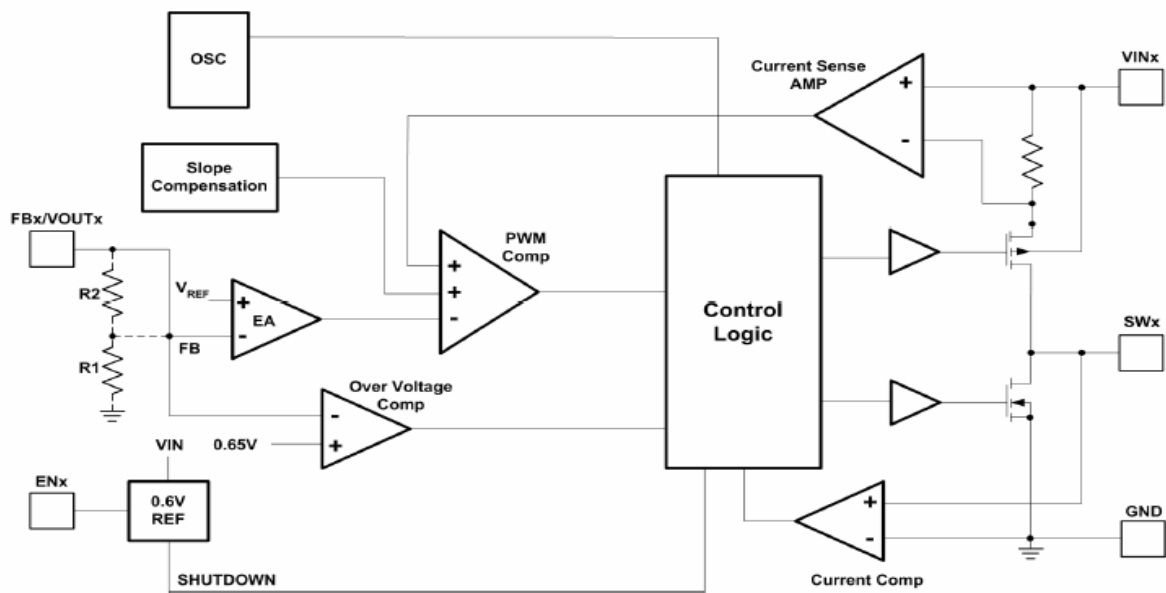 OSC
Current Sense
AMP
VINx
+
-
Slope
Compensation
FBx/VOUTx
PWM
Comp
+
+
-
R2
VREF
+
-
EA
-
FB
R1
Control
Logic
SWx
Over Voltage
Comp
-
+
0.65V
VIN
ENx
0.6V
REF
+
-
GND
SHUTDOWN
Current Comp